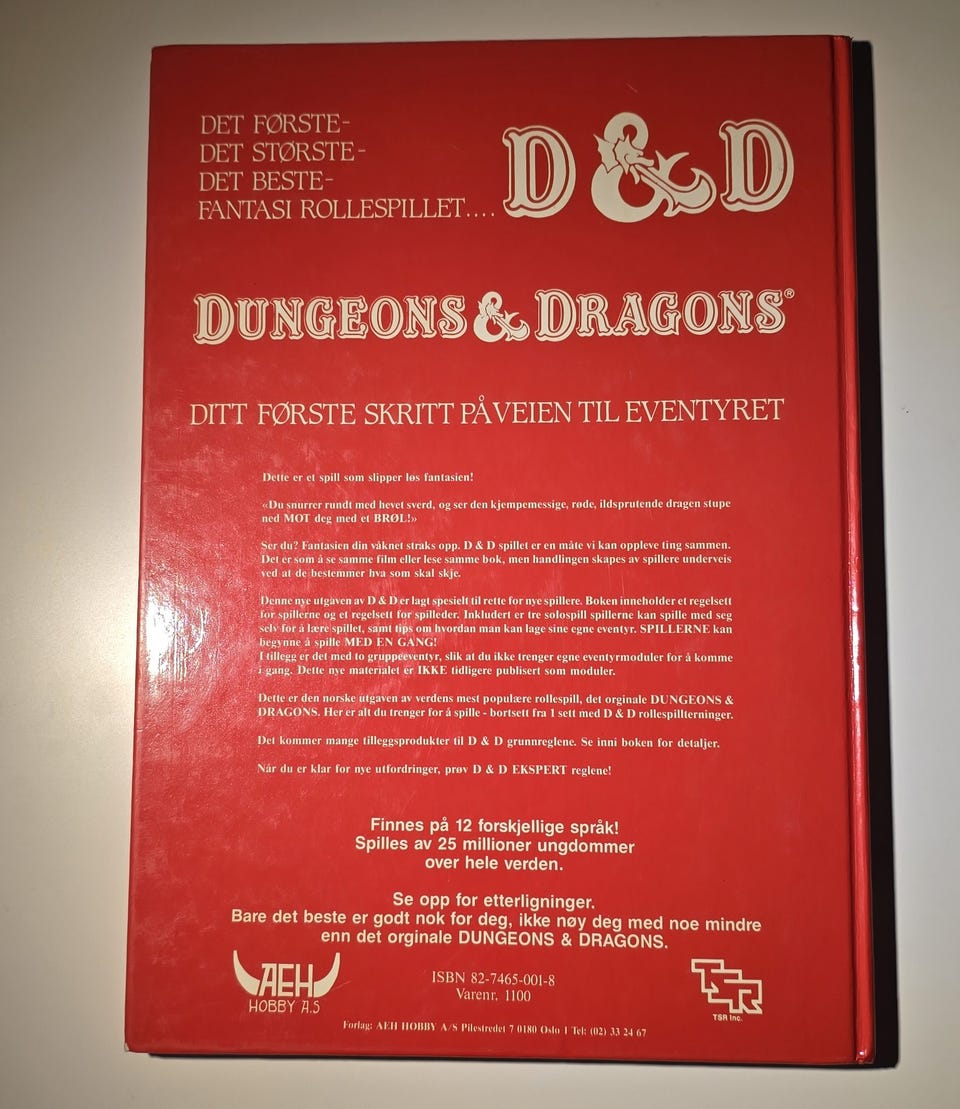 DET FØRSTE-
DET STØRSTE-
DET BESTE-
FANTASI ROLLESPILLET....
D&D
DUNGEONS & DRAGONS®
DITT FØRSTE SKRITT PÅVEIEN TIL EVENTYRET
Dette er et spill som slipper løs fantasien!
«Du snurrer rundt med hevet sverd, og ser den kjempemessige, røde, ildsprutende dragen stupe
ned MOT deg med et BRØL!»
Ser du? Fantasien din våknet straks opp. D & D spillet er en måte vi kan oppleve ting sammen.
Det er som å se samme film eller lese samme bok, men handlingen skapes av spillere underveis
ved at de bestemmer hva som skal skje.
Denne nye utgaven av D & D er lagt spesielt til rette for nye spillere. Boken inneholder et regelsett
for spillerne og et regelsett for spilleder. Inkludert er tre solospill spillerne kan spille med seg
selv for å lære spillet, samt tips om hvordan man kan lage sine egne eventyr. SPILLERNE kan
begynne å spille MED EN GANG!
I tillegg er det med to gruppeeventyr, slik at du ikke trenger egne eventyrmoduler for å komme
i gang. Dette nye materialet er IKKE tidligere publisert som moduler.
Dette er den norske utgaven av verdens mest populære rollespill, det orginale DUNGEONS &
DRAGONS. Her er alt du trenger for å spille - bortsett fra 1 sett med D & D rollespillterninger.
Det kommer mange tilleggsprodukter til D & D grunnreglene. Se inni boken for detaljer.
Når du er klar for nye utfordringer, prøv D & D EKSPERT reglene!
Finnes på 12 forskjellige språk!
Spilles av 25 millioner ungdommer
over hele verden.
Se opp for etterligninger.
Bare det beste er godt nok for deg, ikke nøy deg med noe mindre
enn det orginale DUNGEONS & DRAGONS.
AEH
HOBBY A.S
ISBN 82-7465-001-8
Varenr. 1100
TSR
TSR Inc.
Forlag: AEH HOBBY A/S Pilestredet 7 0180 Oslo 1 Tel: (02) 33 24 67